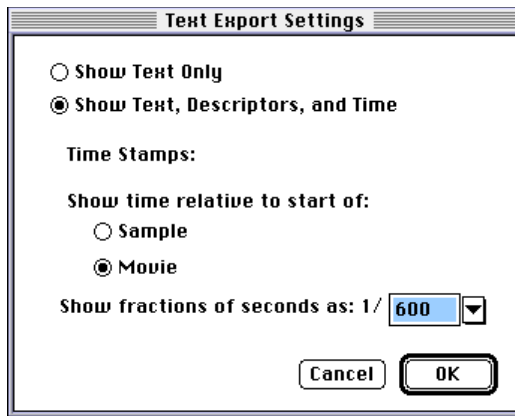 Text Export Settings
Show Text Only
Show Text, Descriptors, and Time
Time Stamps:
Show time relative to start of:
Sample
Movie
Show fractions of seconds as: 1/ 600
Cancel OK